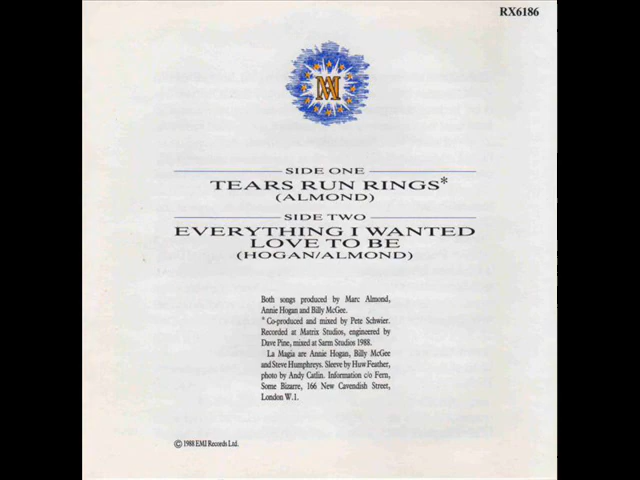 RX6186
MA
SIDE ONE
TEARS RUN RINGS*
(ALMOND)
SIDE TWO
EVERYTHING I WANTED
LOVE TO BE
(HOGAN/ALMOND)
Both songs produced by Marc Almond,
Annie Hogan and Billy McGee.
* Co-produced and mixed by Pete Schwier.
Recorded at Matrix Studios, engineered by
Dave Pine, mixed at Sarm Studios 1988.
La Magia are Annie Hogan, Billy McGee
and Steve Humphreys. Sleeve by Huw Feather,
photo by Andy Catlin. Information c/o Fern,
Some Bizarre, 166 New Cavendish Street,
London W.1.
© 1988 EMI Records Ltd.